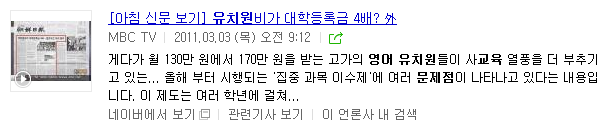 [아침 신문 보기] 유치원비가 대학등록금 4배? 外
MBC TV | 2011.03.03 (목) 오전 9:12 |
게다가 월 130만 원에서 170만 원을 받는 고가의 영어 유치원들이 사교육 열풍을 더 부추기
고 있는... 올해 부터 시행되는 '집중 과목 이수제'에 여러 문제점이 나타나고 있다는 내용입
니다. 이 제도는 여러 학년에 걸쳐...
네이버에서 보기 | 관련기사 보기 | 이 언론사 내 검색